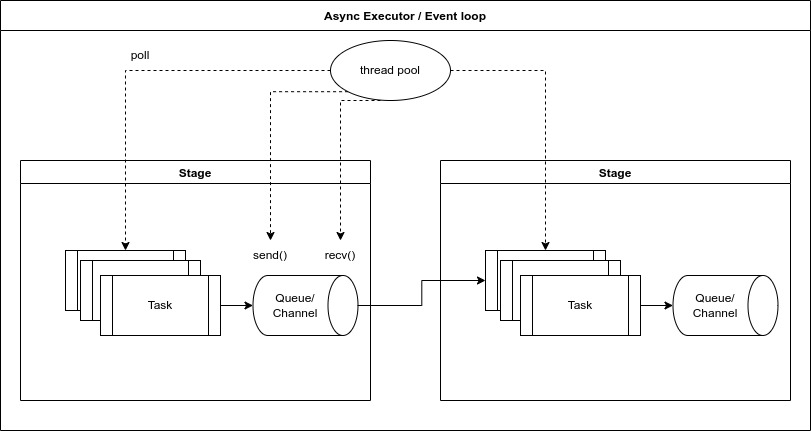 Async Executor / Event loop
poll
thread pool
Stage
Stage
send()
recv()
Task
Queue/
Channel
Task
Queue/
Channel